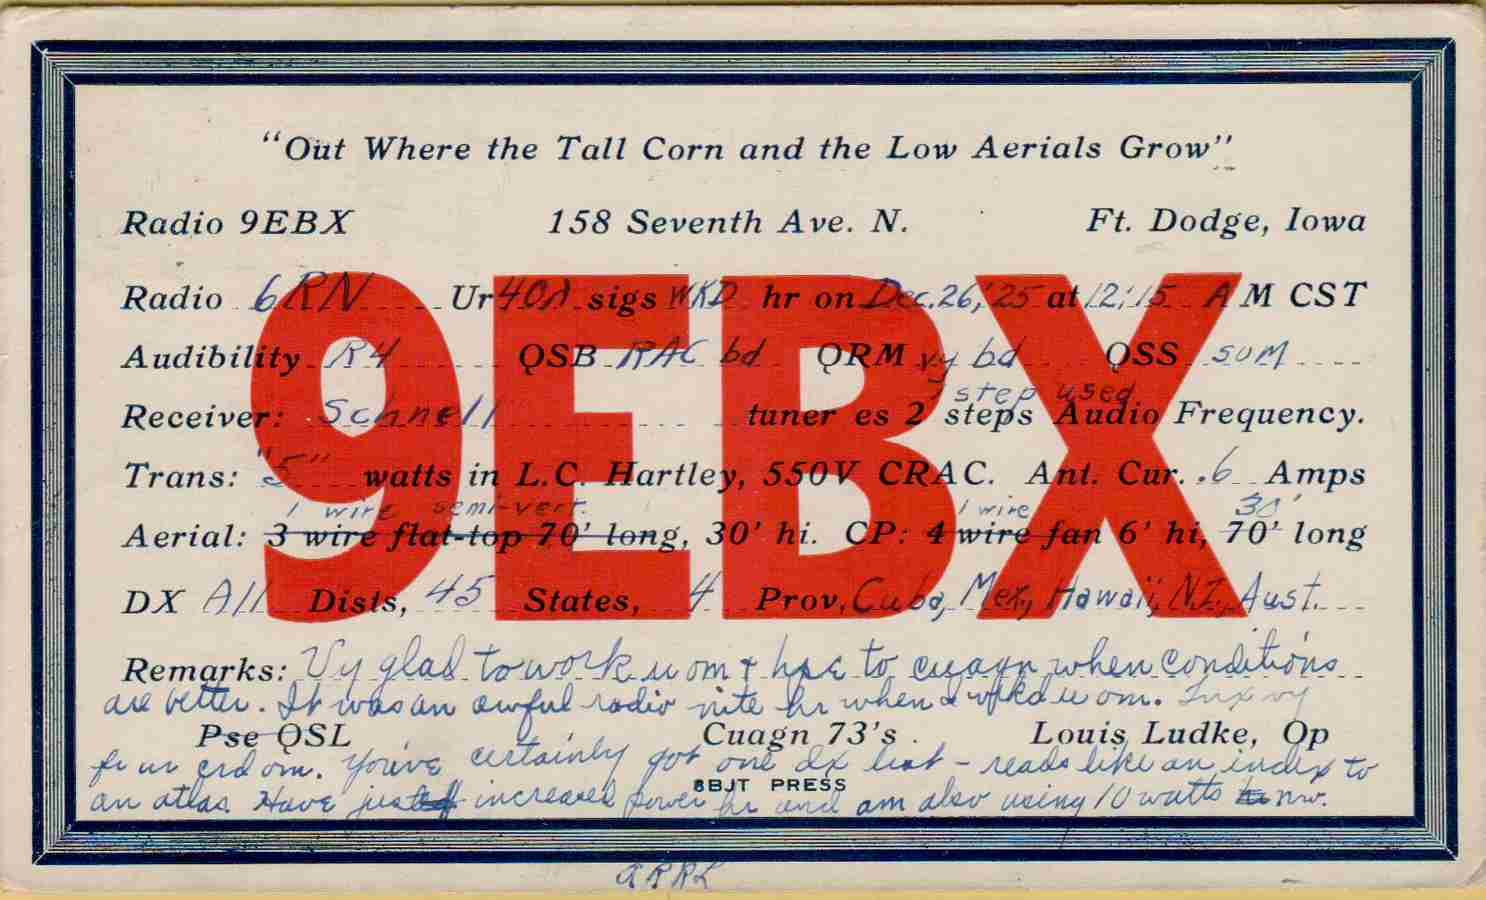 "Out Where the Tall Corn and the Low Aerials Grow"
Radio 9EBX 158 Seventh Ave. N. Ft. Dodge, Iowa
9EBX
Radio 6RN Ur 40M sigs WKD hr on Dec. 26, '25 at 12:15 A M CST
Audibility R4 QSB RAC bd QRM vy bd QSS sum
1 step used
Receiver: Schnell tuner es 2 steps Audio Frequency.
Trans: "5" watts in L.C. Hartley, 550V CRAC. Ant. Cur. .6 Amps
1 wire semi-vert. 1 wire 30'
Aerial: 3 wire flat-top 70' long, 30' hi. CP: 4 wire fan 6' hi, 70' long
DX All Dists, 45 States, 4 Prov, Cuba, Mex, Hawaii, N.Z., Aust.
Remarks: Vy glad to work u om & hpe to cuagn when conditions
are better. It was an awful radio nite hr when I wrkd u om. Tnx vy
Pse QSL Cuagn 73's Louis Ludke, Op
fr ur crd om. You've certainly got one dx list - reads like an index to
8BJT PRESS
an atlas. Have just increased power hr and am also using 10 watts nw.
ARRL